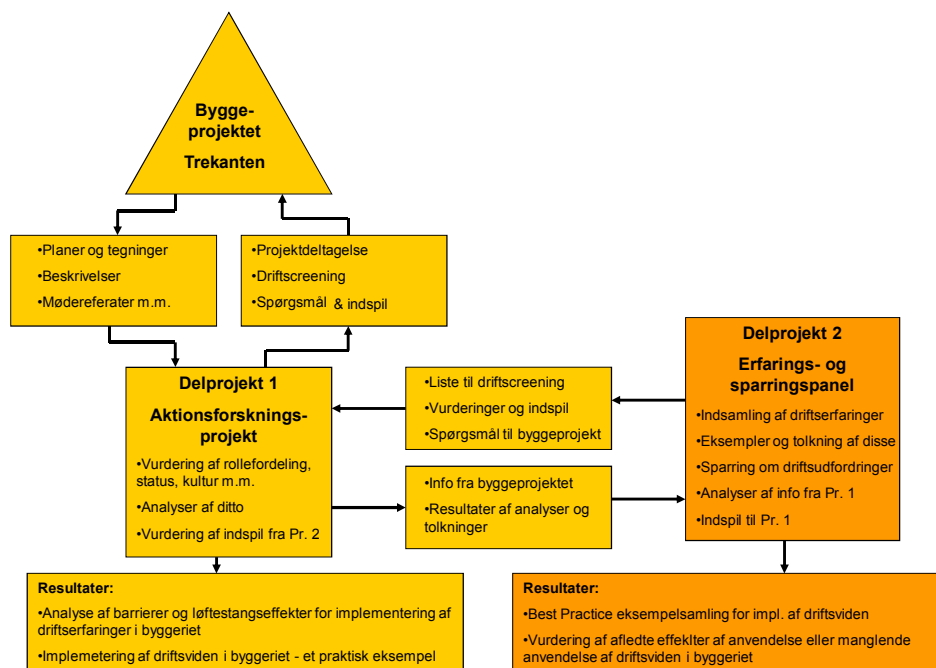 Bygge-
projektet
Trekanten
•Planer og tegninger
•Beskrivelser
•Mødereferater m.m.
•Projektdeltagelse
•Driftscreening
•Spørgsmål & indspil
Delprojekt 1
Aktionsforsknings-
projekt
•Vurdering af rollefordeling,
status, kultur m.m.
•Analyser af ditto
•Vurdering af indspil fra Pr. 2
•Liste til driftscreening
•Vurderinger og indspil
•Spørgsmål til byggeprojekt
•Info fra byggeprojektet
•Resultater af analyser og
tolkninger
Delprojekt 2
Erfarings- og
sparringspanel
•Indsamling af driftserfaringer
•Eksempler og tolkning af disse
•Sparring om driftsudfordringer
•Analyser af info fra Pr. 1
•Indspil til Pr. 1
Resultater:
•Analyse af barrierer og løftestangseffekter for implementering af
driftserfaringer i byggeriet
•Implemetering af driftsviden i byggeriet - et praktisk eksempel
Resultater:
•Best Practice eksempelsamling for impl. af driftsviden
•Vurdering af afledte effeklter af anvendelse eller manglende
anvendelse af driftsviden i byggeriet